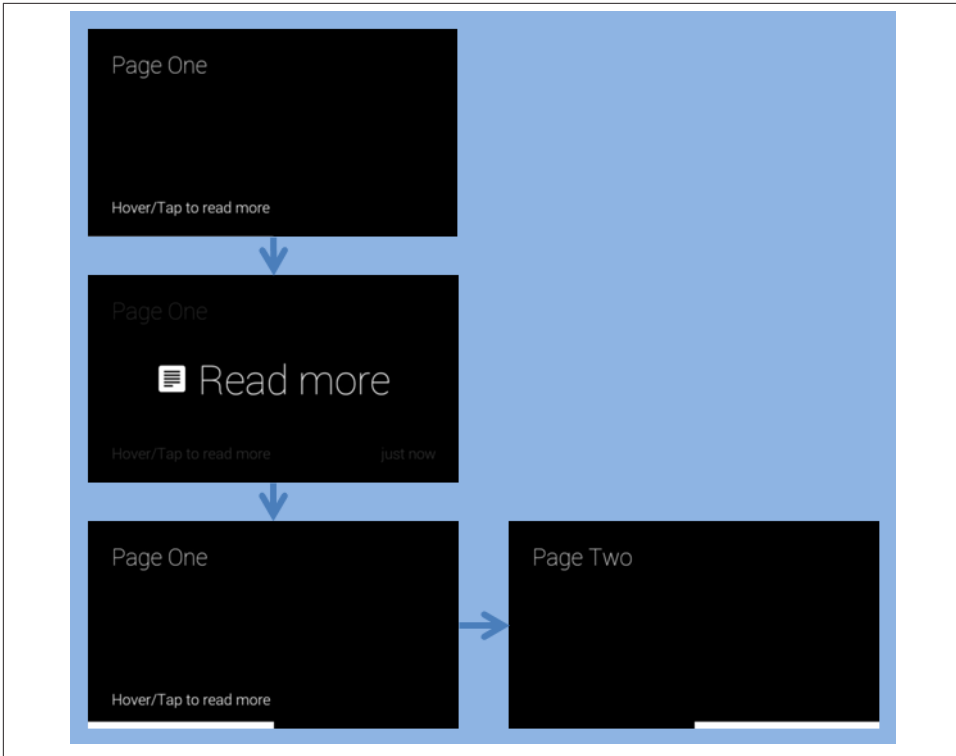 Page One
Hover/Tap to read more
Page One
Read more
Hover/Tap to read more just now
Page One
Hover/Tap to read more
Page Two